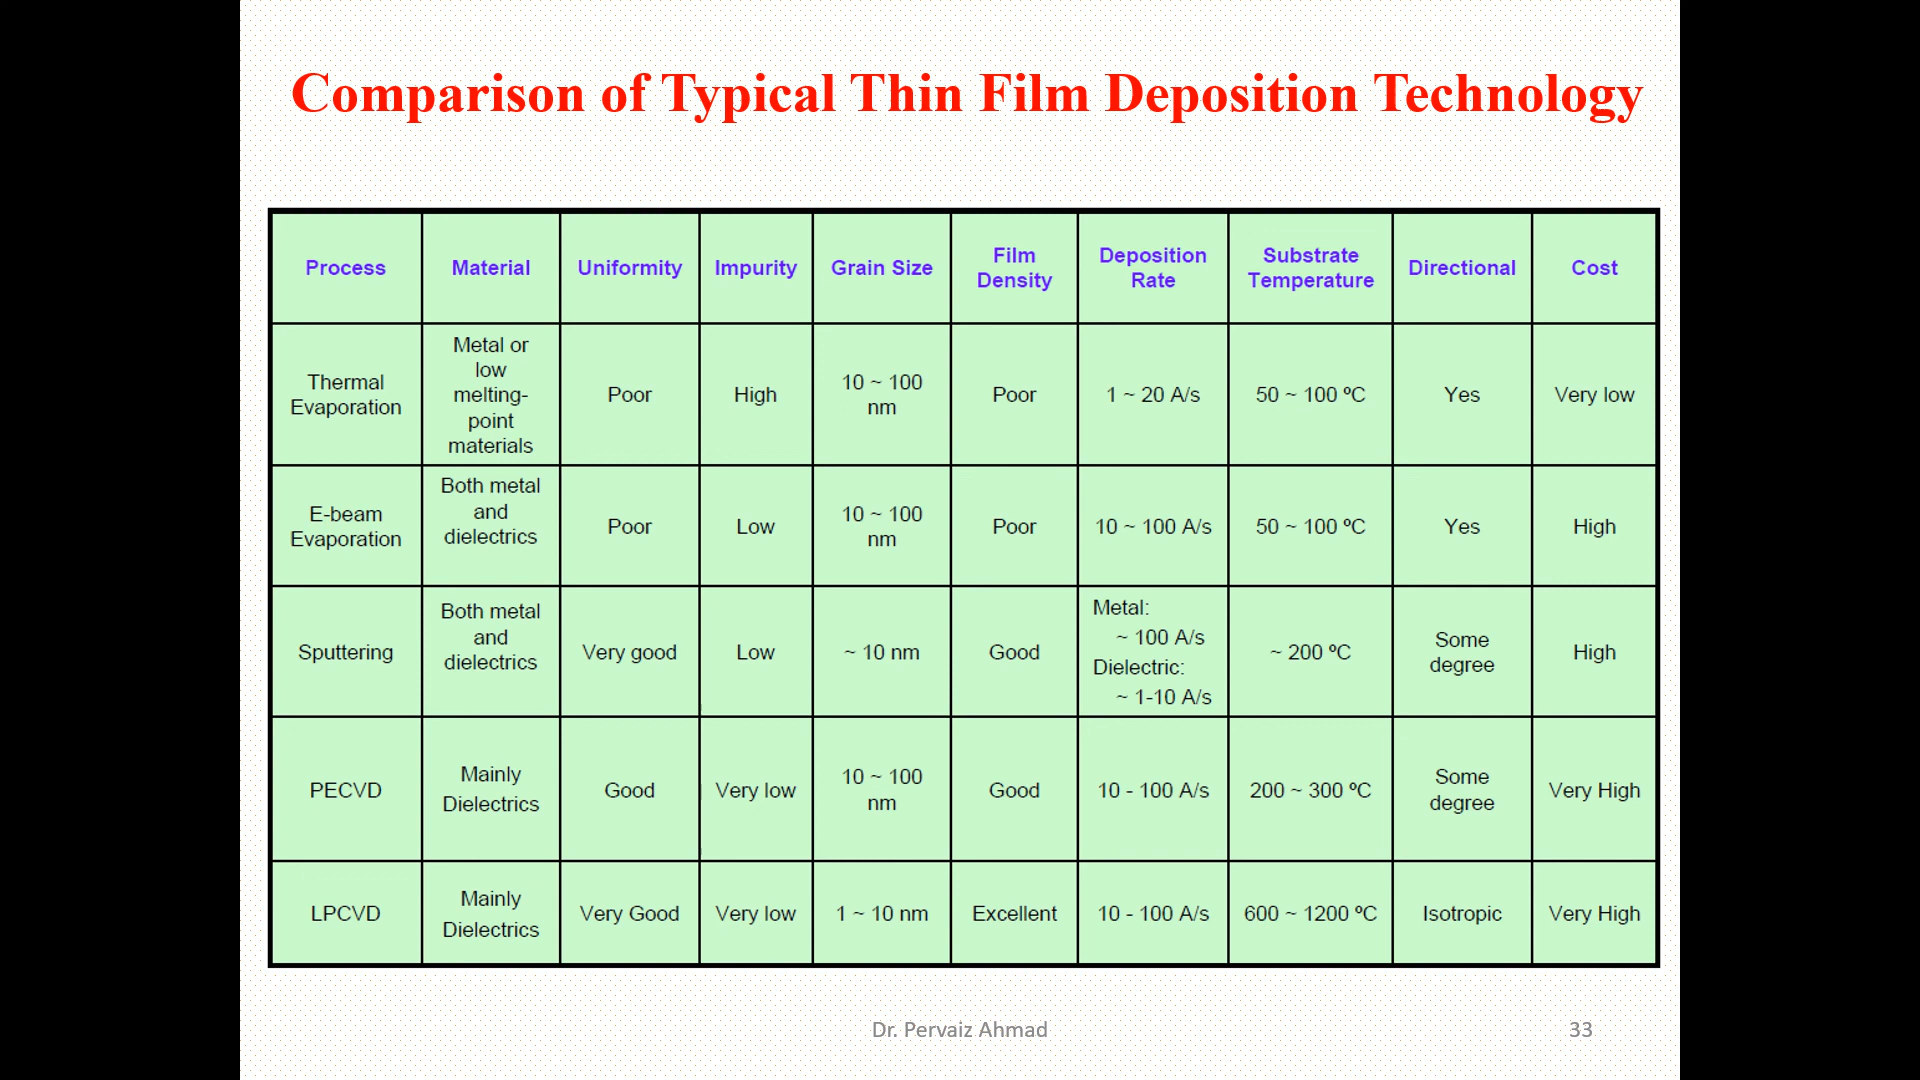 Comparison of Typical Thin Film Deposition Technology
Process
Material
Uniformity
Impurity
Grain Size
Film
Density
Deposition
Rate
Substrate
Temperature
Directional
Cost
Thermal
Evaporation
Metal or
low
melting-
point
materials
Poor
High
10 ~ 100
nm
Poor
1 ~ 20 A/s
50 ~ 100 ºC
Yes
Very low
E-beam
Evaporation
Both metal
and
dielectrics
Poor
Low
10 ~ 100
nm
Poor
10 ~ 100 A/s
50 ~ 100 ºC
Yes
High
Sputtering
Both metal
and
dielectrics
Very good
Low
~ 10 nm
Good
Metal:
~ 100 A/s
Dielectric:
~ 1-10 A/s
~ 200 ºC
Some
degree
High
PECVD
Mainly
Dielectrics
Good
Very low
10 ~ 100
nm
Good
10 - 100 A/s
200 ~ 300 ºC
Some
degree
Very High
LPCVD
Mainly
Dielectrics
Very Good
Very low
1 ~ 10 nm
Excellent
10 - 100 A/s
600 ~ 1200 ºC
Isotropic
Very High
Dr. Pervaiz Ahmad
33